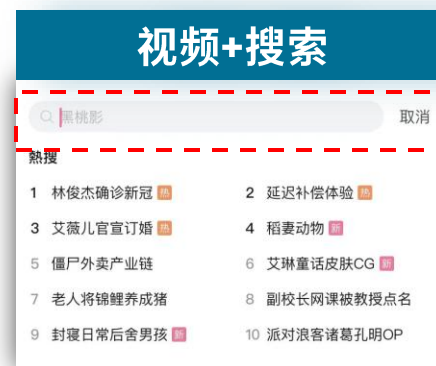 视频+搜索
黑桃影
取消
熱搜
1 林俊杰确诊新冠 热
2 延迟补偿体验 热
3 艾薇儿官宣订婚 热
4 稻妻动物 新
5 僵尸外卖产业链
6 艾琳童话皮肤CG 新
7 老人将锦鲤养成猪
8 副校长网课被教授点名
9 封寝日常后舍男孩 新
10 派对浪客诸葛孔明OP